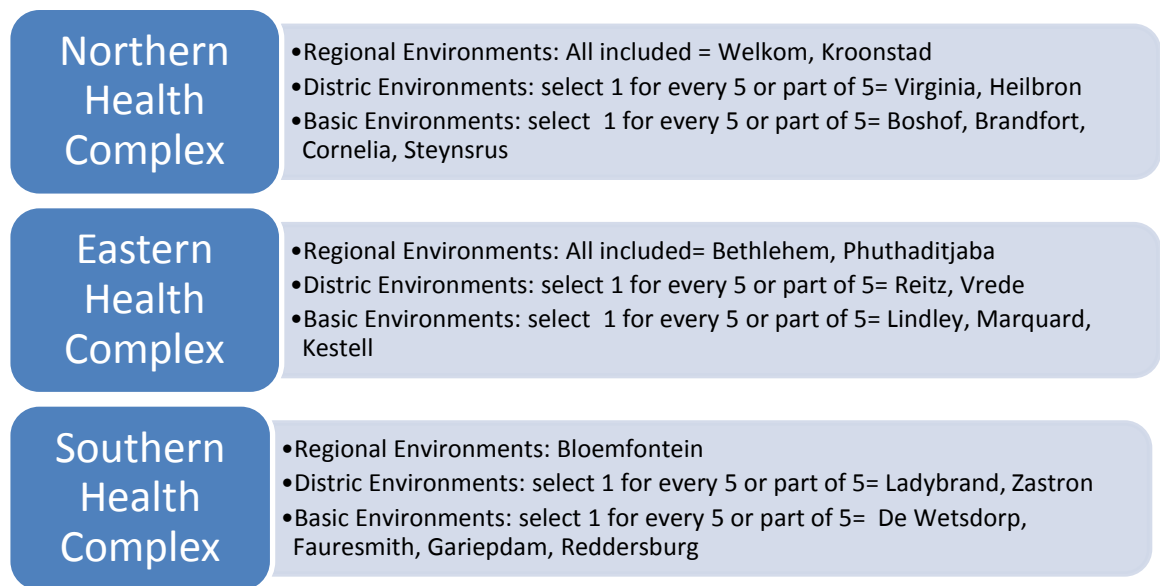 Northern
Health
Complex
•Regional Environments: All included = Welkom, Kroonstad
•Distric Environments: select 1 for every 5 or part of 5= Virginia, Heilbron
•Basic Environments: select 1 for every 5 or part of 5= Boshof, Brandfort,
Cornelia, Steynsrus
Eastern
Health
Complex
•Regional Environments: All included= Bethlehem, Phuthaditjaba
•Distric Environments: select 1 for every 5 or part of 5= Reitz, Vrede
•Basic Environments: select 1 for every 5 or part of 5= Lindley, Marquard,
Kestell
Southern
Health
Complex
•Regional Environments: Bloemfontein
•Distric Environments: select 1 for every 5 or part of 5= Ladybrand, Zastron
•Basic Environments: select 1 for every 5 or part of 5= De Wetsdorp,
Fauresmith, Gariepdam, Reddersburg